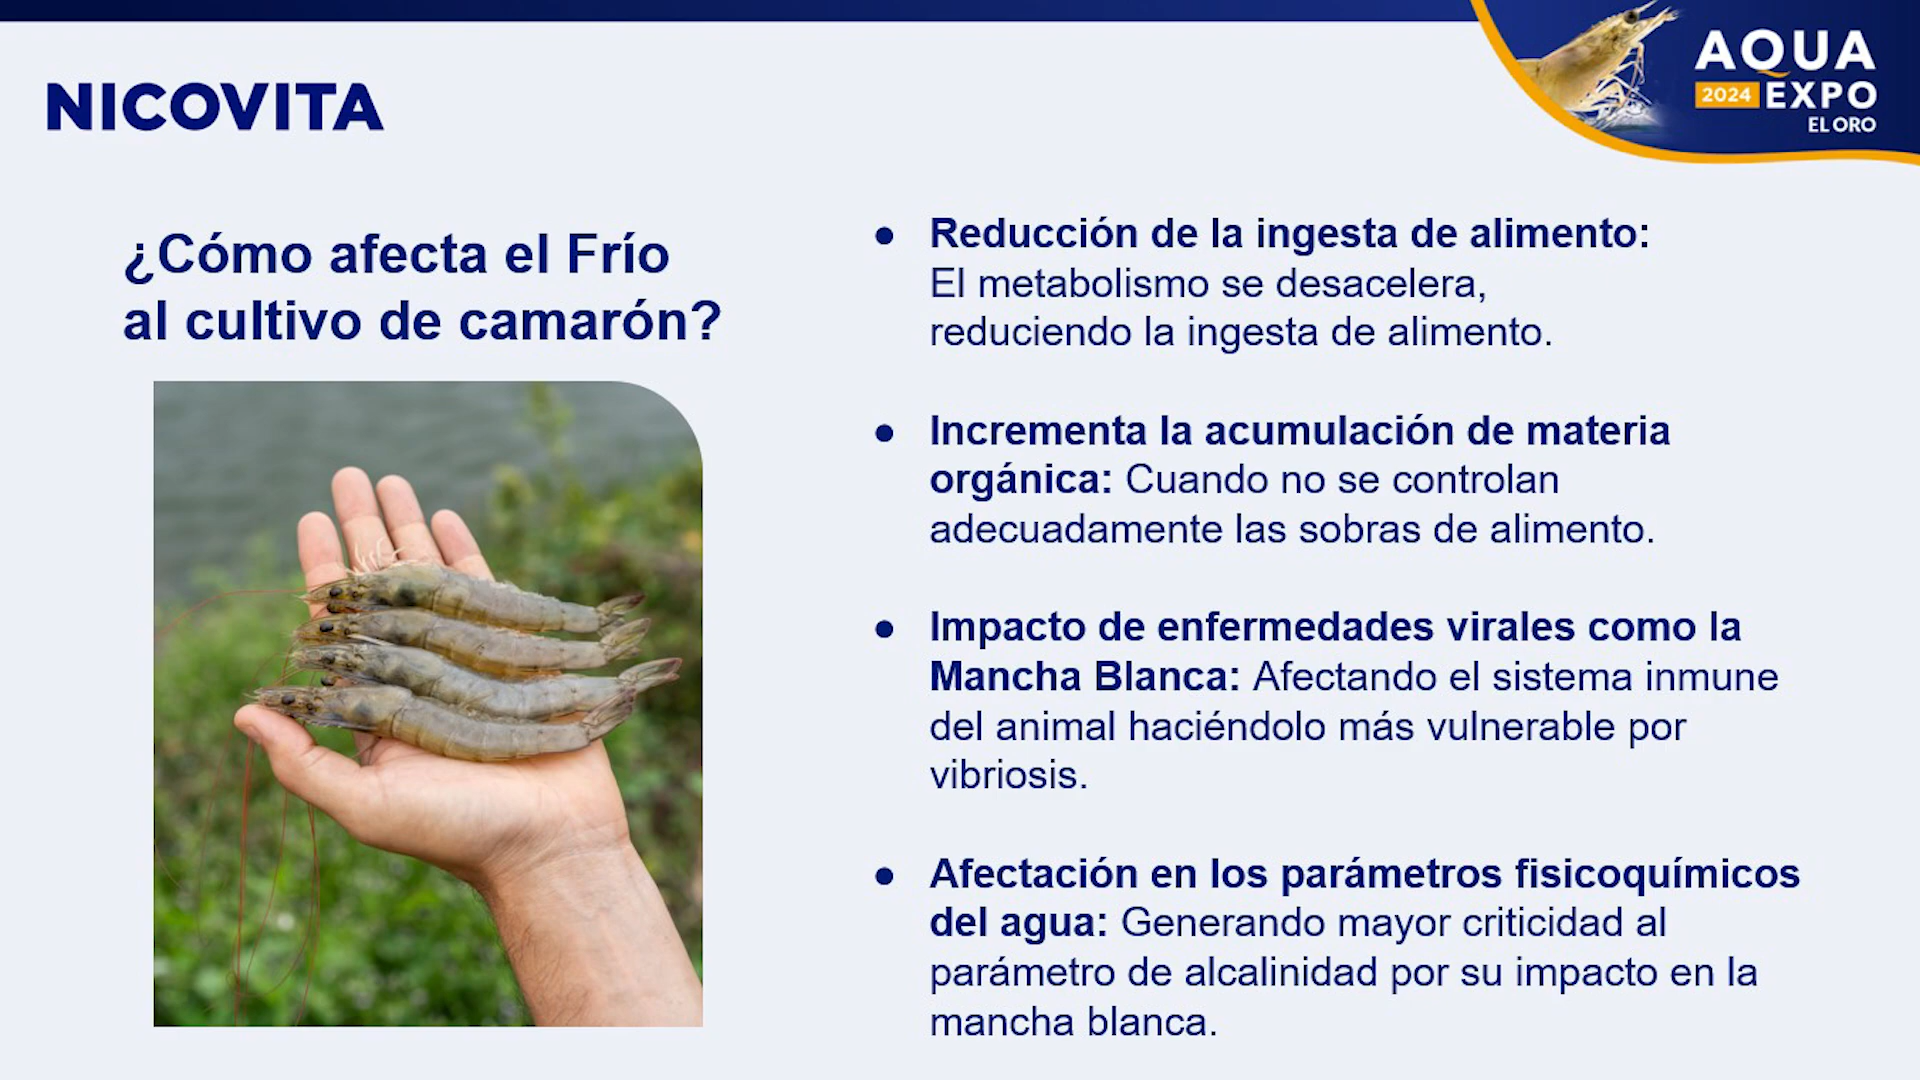 NICOVITA
AQUA
2024 EXPO
EL ORO
¿Cómo afecta el Frío
al cultivo de camarón?
● Reducción de la ingesta de alimento:
El metabolismo se desacelera,
reduciendo la ingesta de alimento.
● Incrementa la acumulación de materia
orgánica: Cuando no se controlan
adecuadamente las sobras de alimento.
● Impacto de enfermedades virales como la
Mancha Blanca: Afectando el sistema inmune
del animal haciéndolo más vulnerable por
vibriosis.
● Afectación en los parámetros fisicoquímicos
del agua: Generando mayor criticidad al
parámetro de alcalinidad por su impacto en la
mancha blanca.